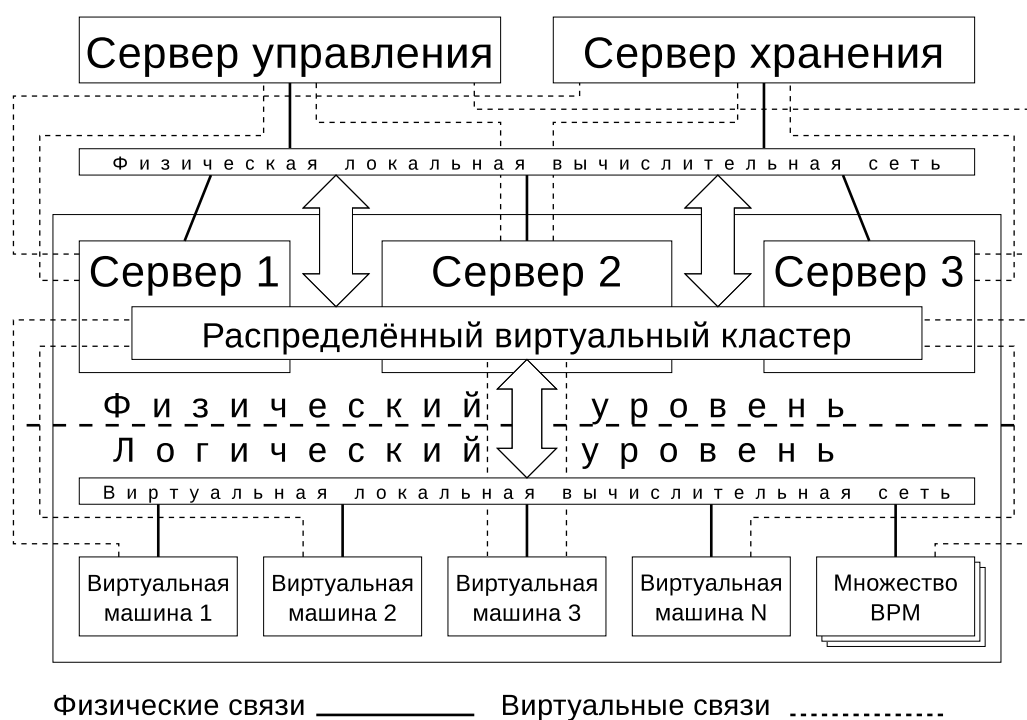 Сервер управления
Сервер хранения
Физическая локальная вычислительная сеть
Сервер 1
Сервер 2
Сервер 3
Распределённый виртуальный кластер
Физический уровень
Логический уровень
Виртуальная локальная вычислительная сеть
Виртуальная
машина 1
Виртуальная
машина 2
Виртуальная
машина 3
Виртуальная
машина N
Множество
ВРМ
Физические связи
Виртуальные связи